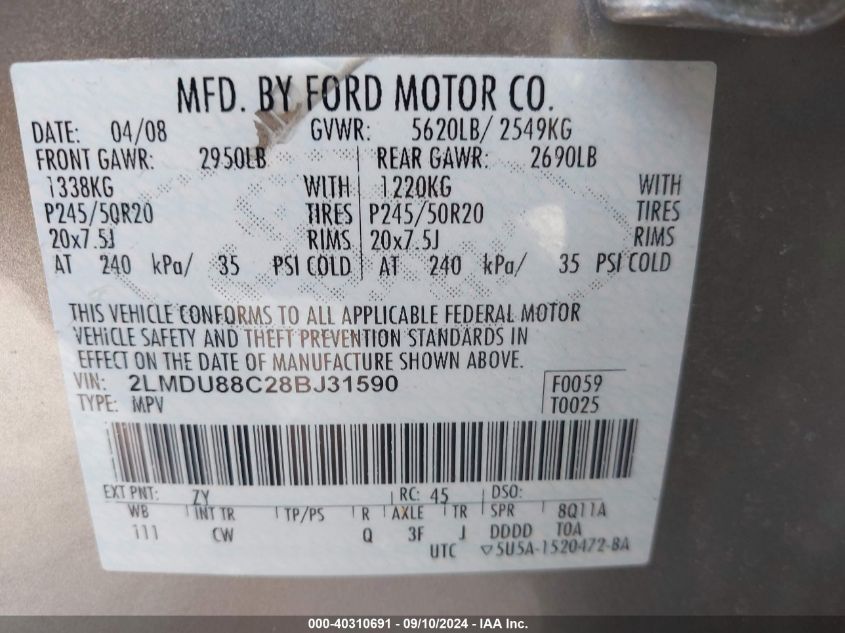 MFD. BY FORD MOTOR CO.
DATE: 04/08 GVWR: 5620LB/ 2549KG
FRONT GAWR: 2950LB REAR GAWR: 2690LB
1338KG WITH 1220KG WITH
P245/50R20 TIRES P245/50R20 TIRES
20x7.5J RIMS 20x7.5J RIMS
AT 240 kPa/ 35 PSI COLD AT 240 kPa/ 35 PSI COLD
THIS VEHICLE CONFORMS TO ALL APPLICABLE FEDERAL MOTOR
VEHICLE SAFETY AND THEFT PREVENTION STANDARDS IN
EFFECT ON THE DATE OF MANUFACTURE SHOWN ABOVE.
VIN: 2LMDU88C28BJ31590 F0059
TYPE: MPV T0025
EXT PNT: ZY RC: 45 DSO:
WB INT TR TP/PS R AXLE TR SPR 8Q11A
111 CW Q 3F J DDDD TOA
UTC ▽5U5A-1520472-BA
000-40310691 - 09/10/2024 - IAA Inc.